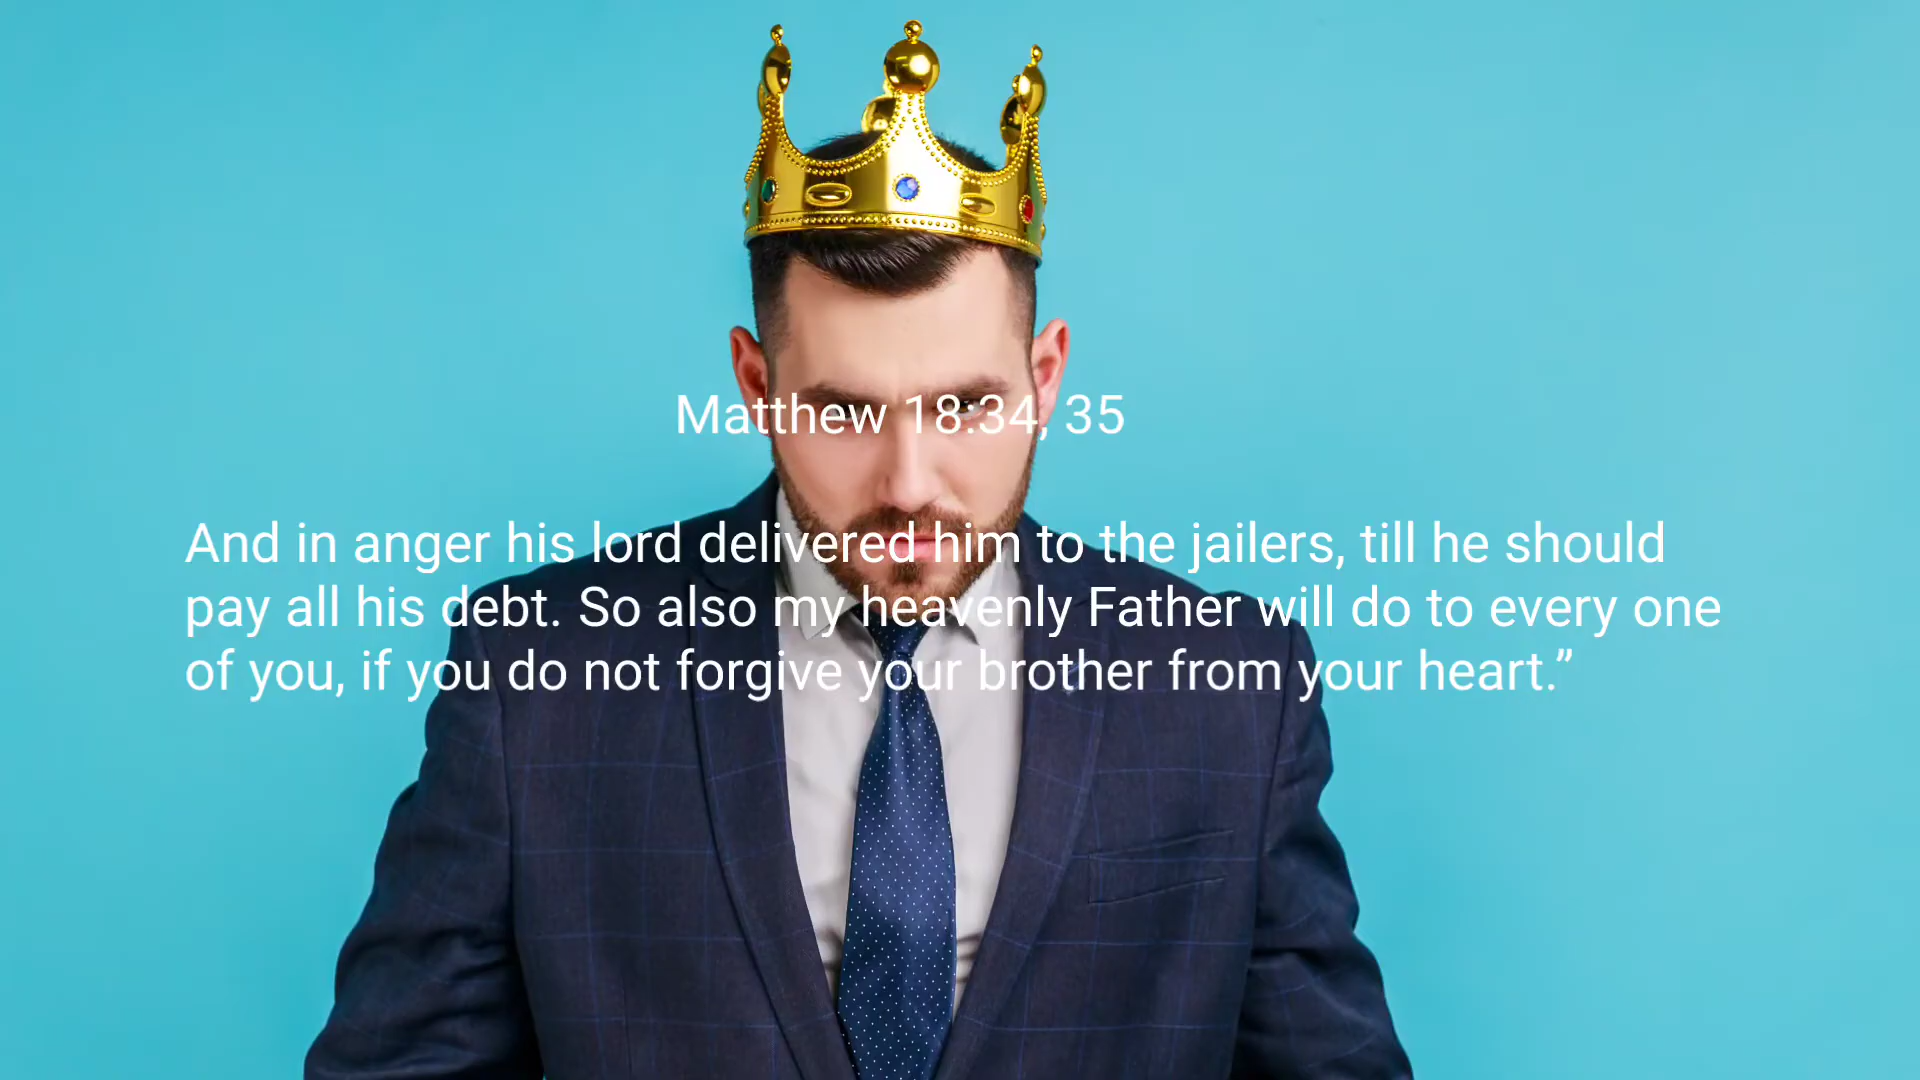 Matthew 18:34, 35
And in anger his lord delivered him to the jailers, till he should
pay all his debt. So also my heavenly Father will do to every one
of you, if you do not forgive your brother from your heart.”